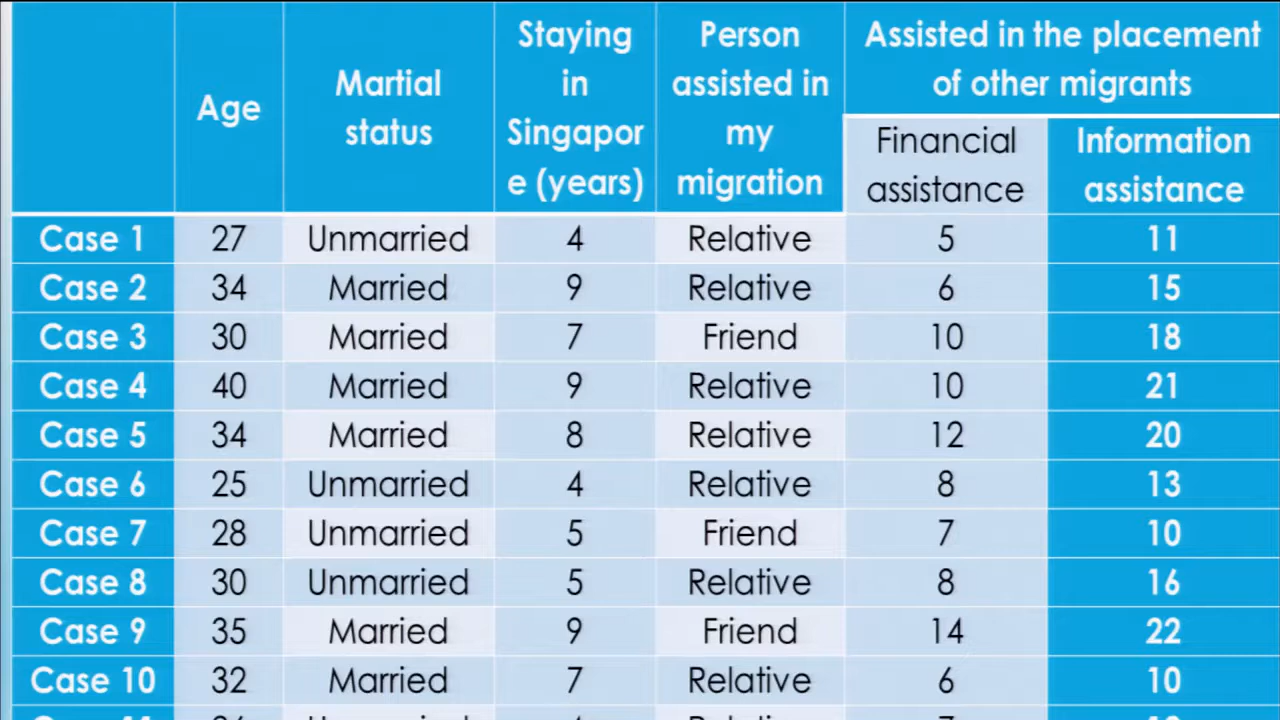 Age
Martial
status
Staying
in
Singapor
e (years)
Person
assisted in
my
migration
Assisted in the placement
of other migrants
Financial
assistance
Information
assistance
Case 1 27 Unmarried 4 Relative 5 11
Case 2 34 Married 9 Relative 6 15
Case 3 30 Married 7 Friend 10 18
Case 4 40 Married 9 Relative 10 21
Case 5 34 Married 8 Relative 12 20
Case 6 25 Unmarried 4 Relative 8 13
Case 7 28 Unmarried 5 Friend 7 10
Case 8 30 Unmarried 5 Relative 8 16
Case 9 35 Married 9 Friend 14 22
Case 10 32 Married 7 Relative 6 10